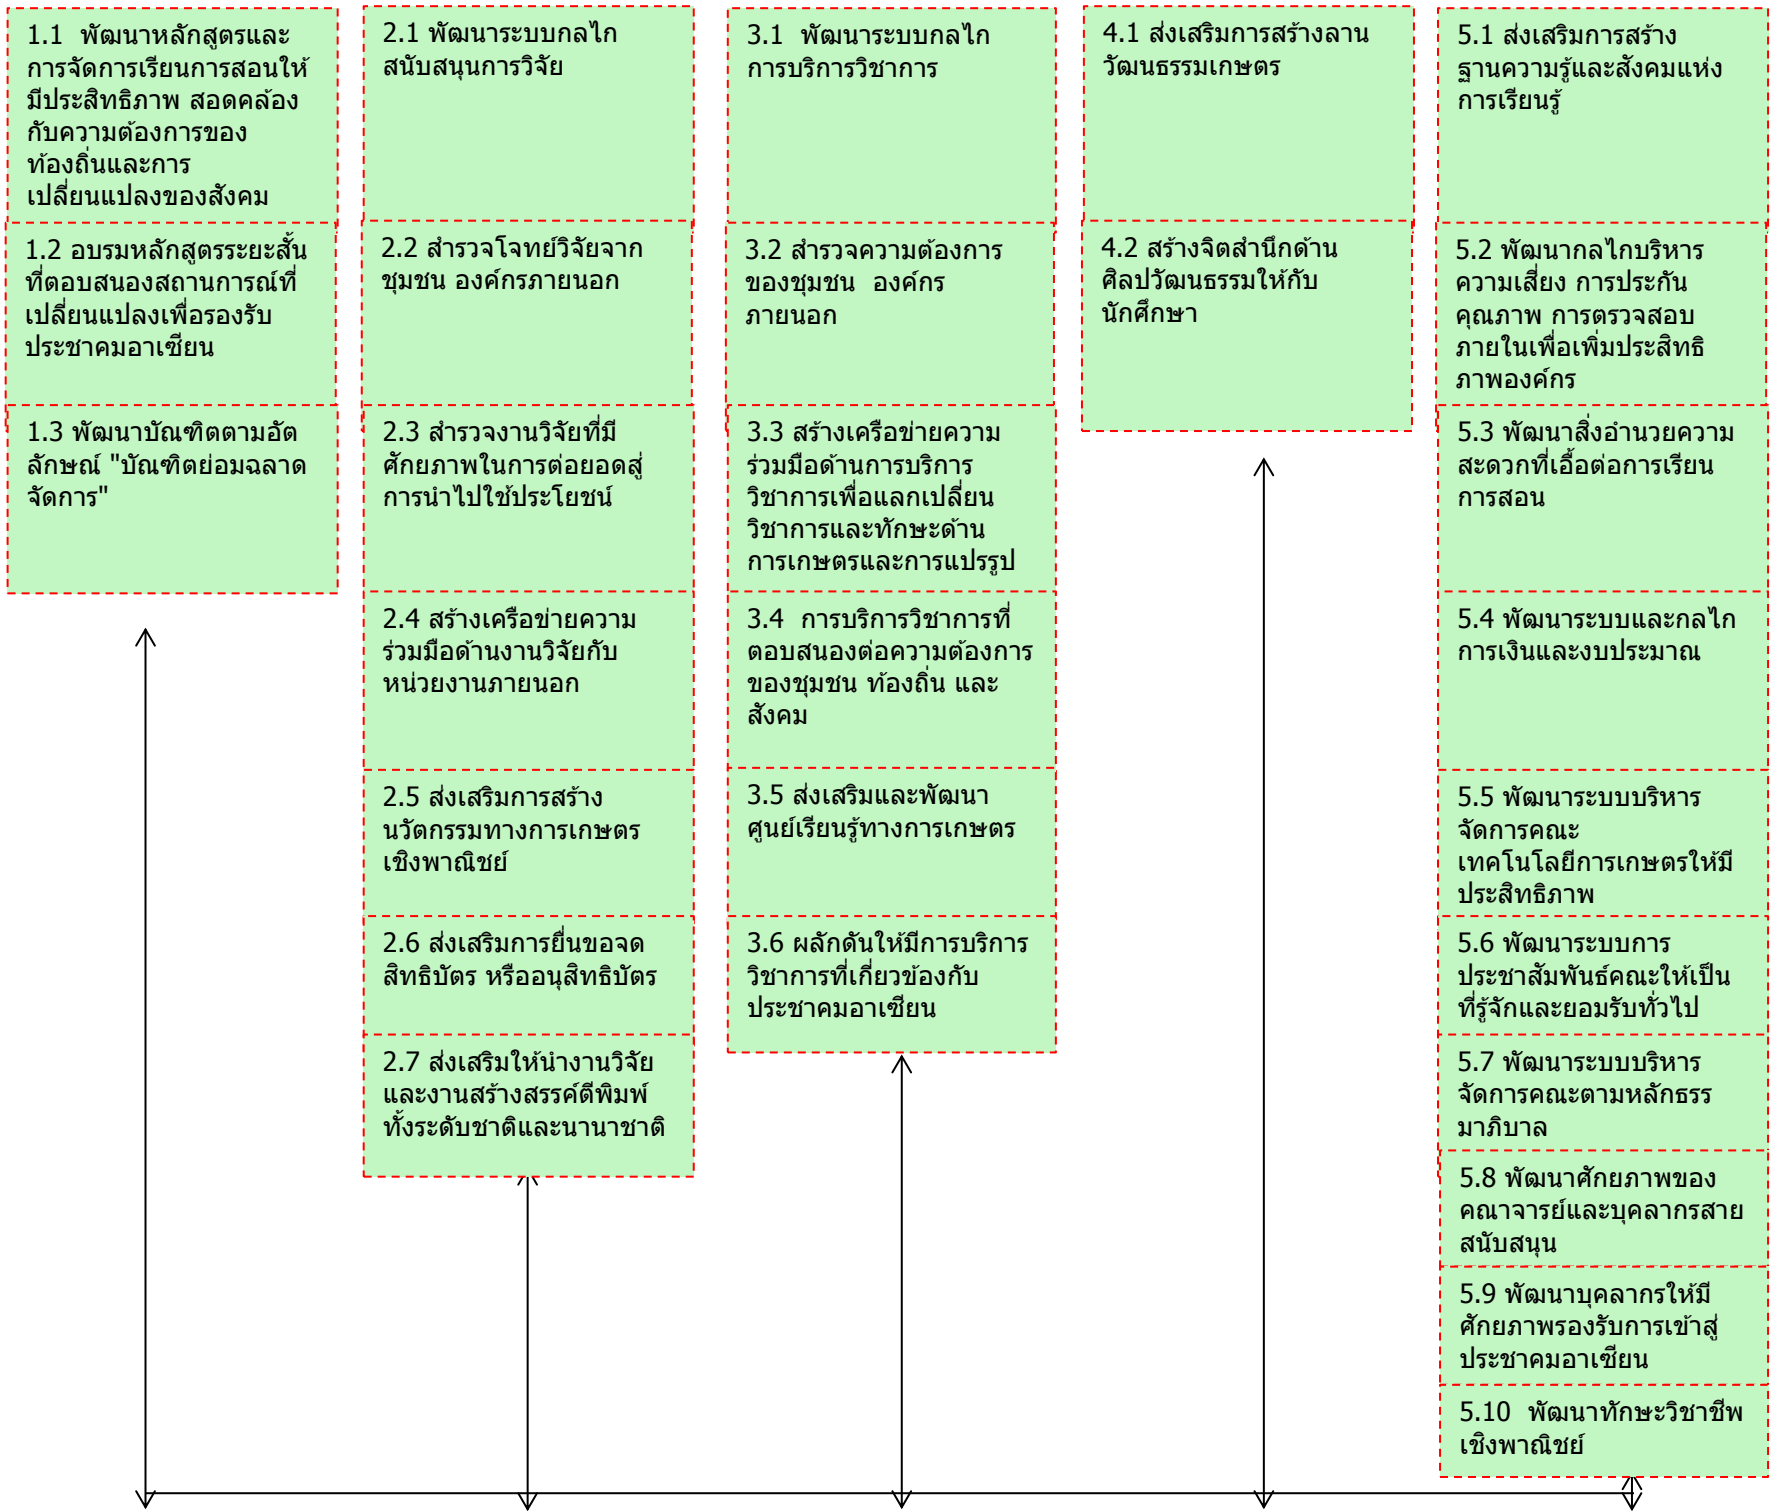 1.1 พัฒนาหลักสูตรและ
การจัดการเรียนการสอนให้
มีประสิทธิภาพ สอดคล้อง
กับความต้องการของ
ท้องถิ่นและการ
เปลี่ยนแปลงของสังคม
1.2 อบรมหลักสูตรระยะสั้น
ที่ตอบสนองสถานการณ์ที่
เปลี่ยนแปลงเพื่อรองรับ
ประชาคมอาเซียน
1.3 พัฒนาบัณฑิตตามอัต
ลักษณ์ "บัณฑิตย่อมฉลาด
จัดการ"
2.1 พัฒนาระบบกลไก
สนับสนุนการวิจัย
2.2 สำรวจโจทย์วิจัยจาก
ชุมชน องค์กรภายนอก
2.3 สำรวจงานวิจัยที่มี
ศักยภาพในการต่อยอดสู่
การนำไปใช้ประโยชน์
2.4 สร้างเครือข่ายความ
ร่วมมือด้านงานวิจัยกับ
หน่วยงานภายนอก
2.5 ส่งเสริมการสร้าง
นวัตกรรมทางการเกษตร
เชิงพาณิชย์
2.6 ส่งเสริมการยื่นขอจด
สิทธิบัตร หรืออนุสิทธิบัตร
2.7 ส่งเสริมให้นำงานวิจัย
และงานสร้างสรรค์ตีพิมพ์
ทั้งระดับชาติและนานาชาติ
3.1 พัฒนาระบบกลไก
การบริการวิชาการ
3.2 สำรวจความต้องการ
ของชุมชน องค์กร
ภายนอก
3.3 สร้างเครือข่ายความ
ร่วมมือด้านการบริการ
วิชาการเพื่อแลกเปลี่ยน
วิชาการและทักษะด้าน
การเกษตรและการแปรรูป
3.4 การบริการวิชาการที่
ตอบสนองต่อความต้องการ
ของชุมชน ท้องถิ่น และ
สังคม
3.5 ส่งเสริมและพัฒนา
ศูนย์เรียนรู้ทางการเกษตร
3.6 ผลักดันให้มีการบริการ
วิชาการที่เกี่ยวข้องกับ
ประชาคมอาเซียน
4.1 ส่งเสริมการสร้างลาน
วัฒนธรรมเกษตร
4.2 สร้างจิตสำนึกด้าน
ศิลปวัฒนธรรมให้กับ
นักศึกษา
5.1 ส่งเสริมการสร้าง
ฐานความรู้และสังคมแห่ง
การเรียนรู้
5.2 พัฒนากลไกบริหาร
ความเสี่ยง การประกัน
คุณภาพ การตรวจสอบ
ภายในเพื่อเพิ่มประสิทธิ
ภาพองค์กร
5.3 พัฒนาสิ่งอำนวยความ
สะดวกที่เอื้อต่อการเรียน
การสอน
5.4 พัฒนาระบบและกลไก
การเงินและงบประมาณ
5.5 พัฒนาระบบบริหาร
จัดการคณะ
เทคโนโลยีการเกษตรให้มี
ประสิทธิภาพ
5.6 พัฒนาระบบการ
ประชาสัมพันธ์คณะให้เป็น
ที่รู้จักและยอมรับทั่วไป
5.7 พัฒนาระบบบริหาร
จัดการคณะตามหลักธรร
มาภิบาล
5.8 พัฒนาศักยภาพของ
คณาจารย์และบุคลากรสาย
สนับสนุน
5.9 พัฒนาบุคลากรให้มี
ศักยภาพรองรับการเข้าสู่
ประชาคมอาเซียน
5.10 พัฒนาทักษะวิชาชีพ
เชิงพาณิชย์